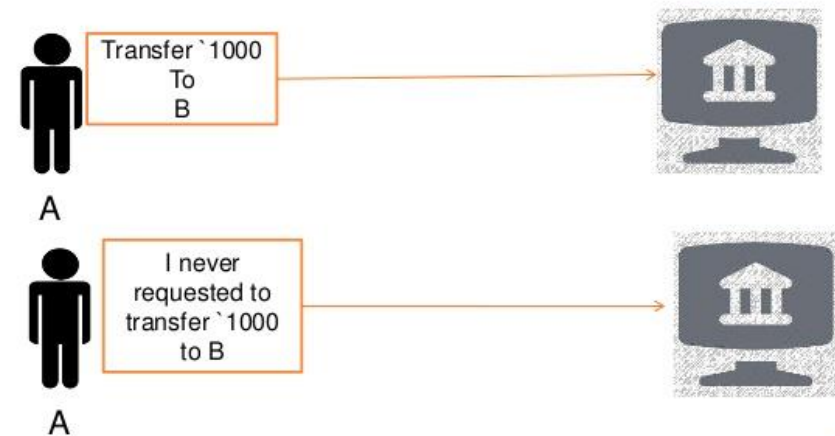 Transfer `1000
To
B
A
I never
requested to
transfer `1000
to B
A